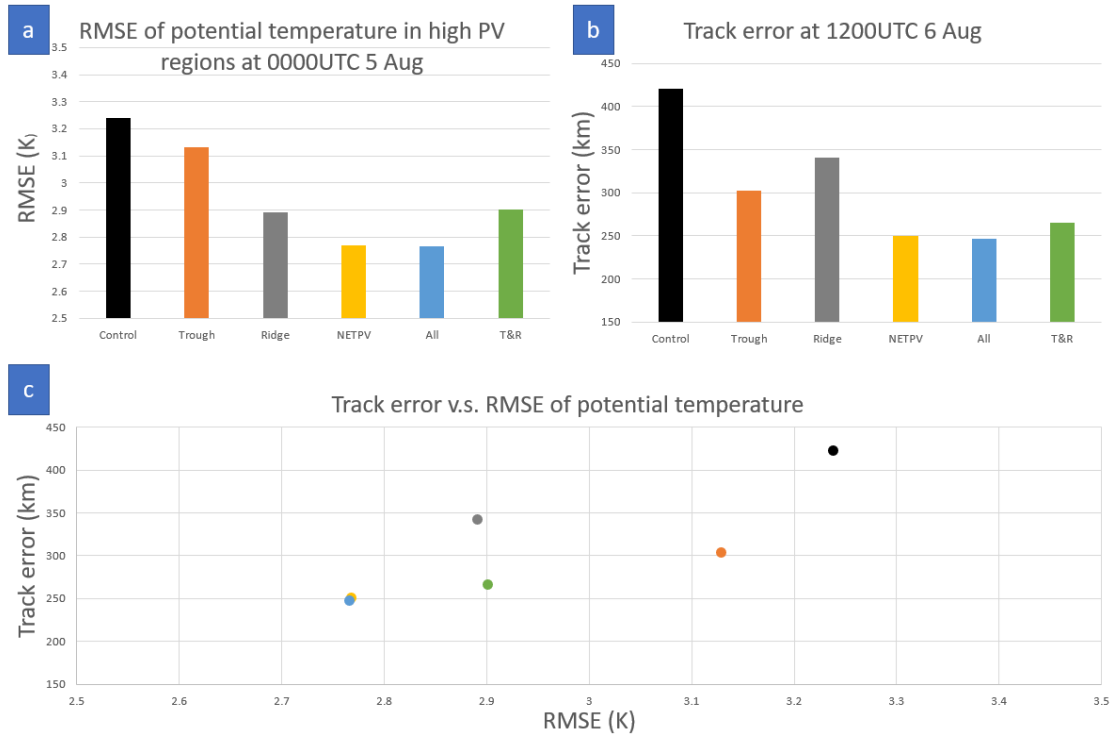 a
RMSE of potential temperature in high PV
regions at 0000UTC 5 Aug
RMSE (K)
3.5
3.4
3.3
3.2
3.1
3
2.9
2.8
2.7
2.6
2.5
Control Trough Ridge NETPV All T&R
b
Track error at 1200UTC 6 Aug
Track error (km)
450
400
350
300
250
200
150
Control Trough Ridge NETPV All T&R
c
Track error v.s. RMSE of potential temperature
Track error (km)
450
400
350
300
250
200
150
2.5 2.6 2.7 2.8 2.9 3 3.1 3.2 3.3 3.4 3.5
RMSE (K)